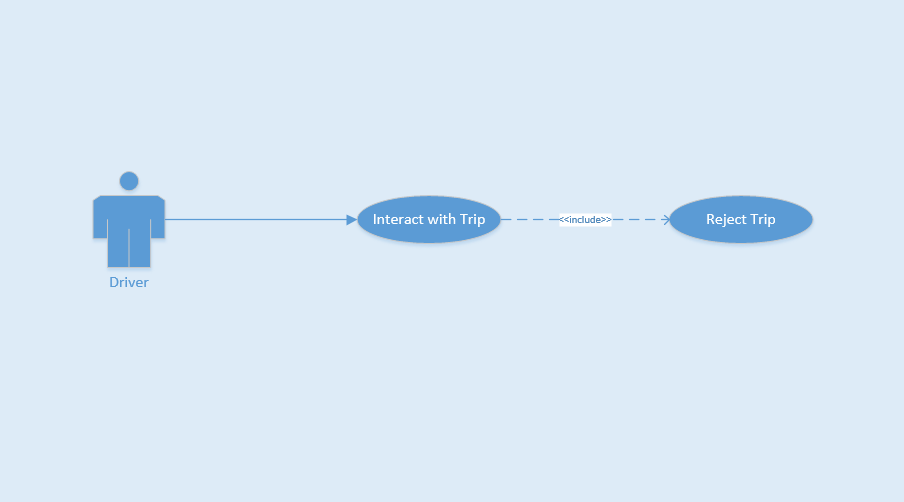 Interact with Trip
<<include>>
Reject Trip
Driver